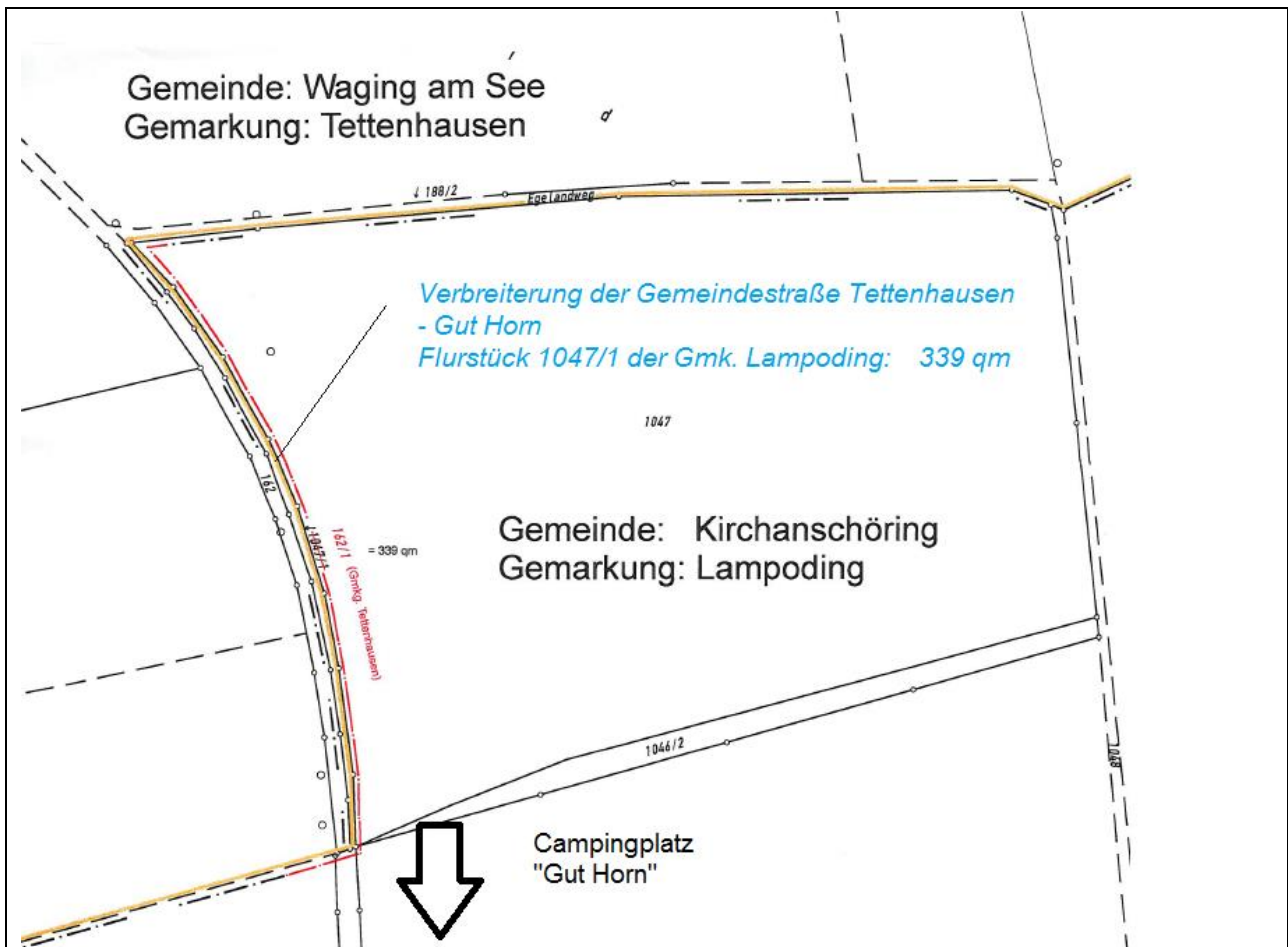 Gemeinde: Waging am See
Gemarkung: Tettenhausen
188/2
Egelandweg
Verbreiterung der Gemeindestraße Tettenhausen
- Gut Horn
Flurstück 1047/1 der Gmk. Lampoding: 339 qm
1047
162
1047/1
162/1 (Gmkg. Tettenhausen)
= 339 qm
Gemeinde: Kirchanschöring
Gemarkung: Lampoding
1046/2
1048
Campingplatz
"Gut Horn"